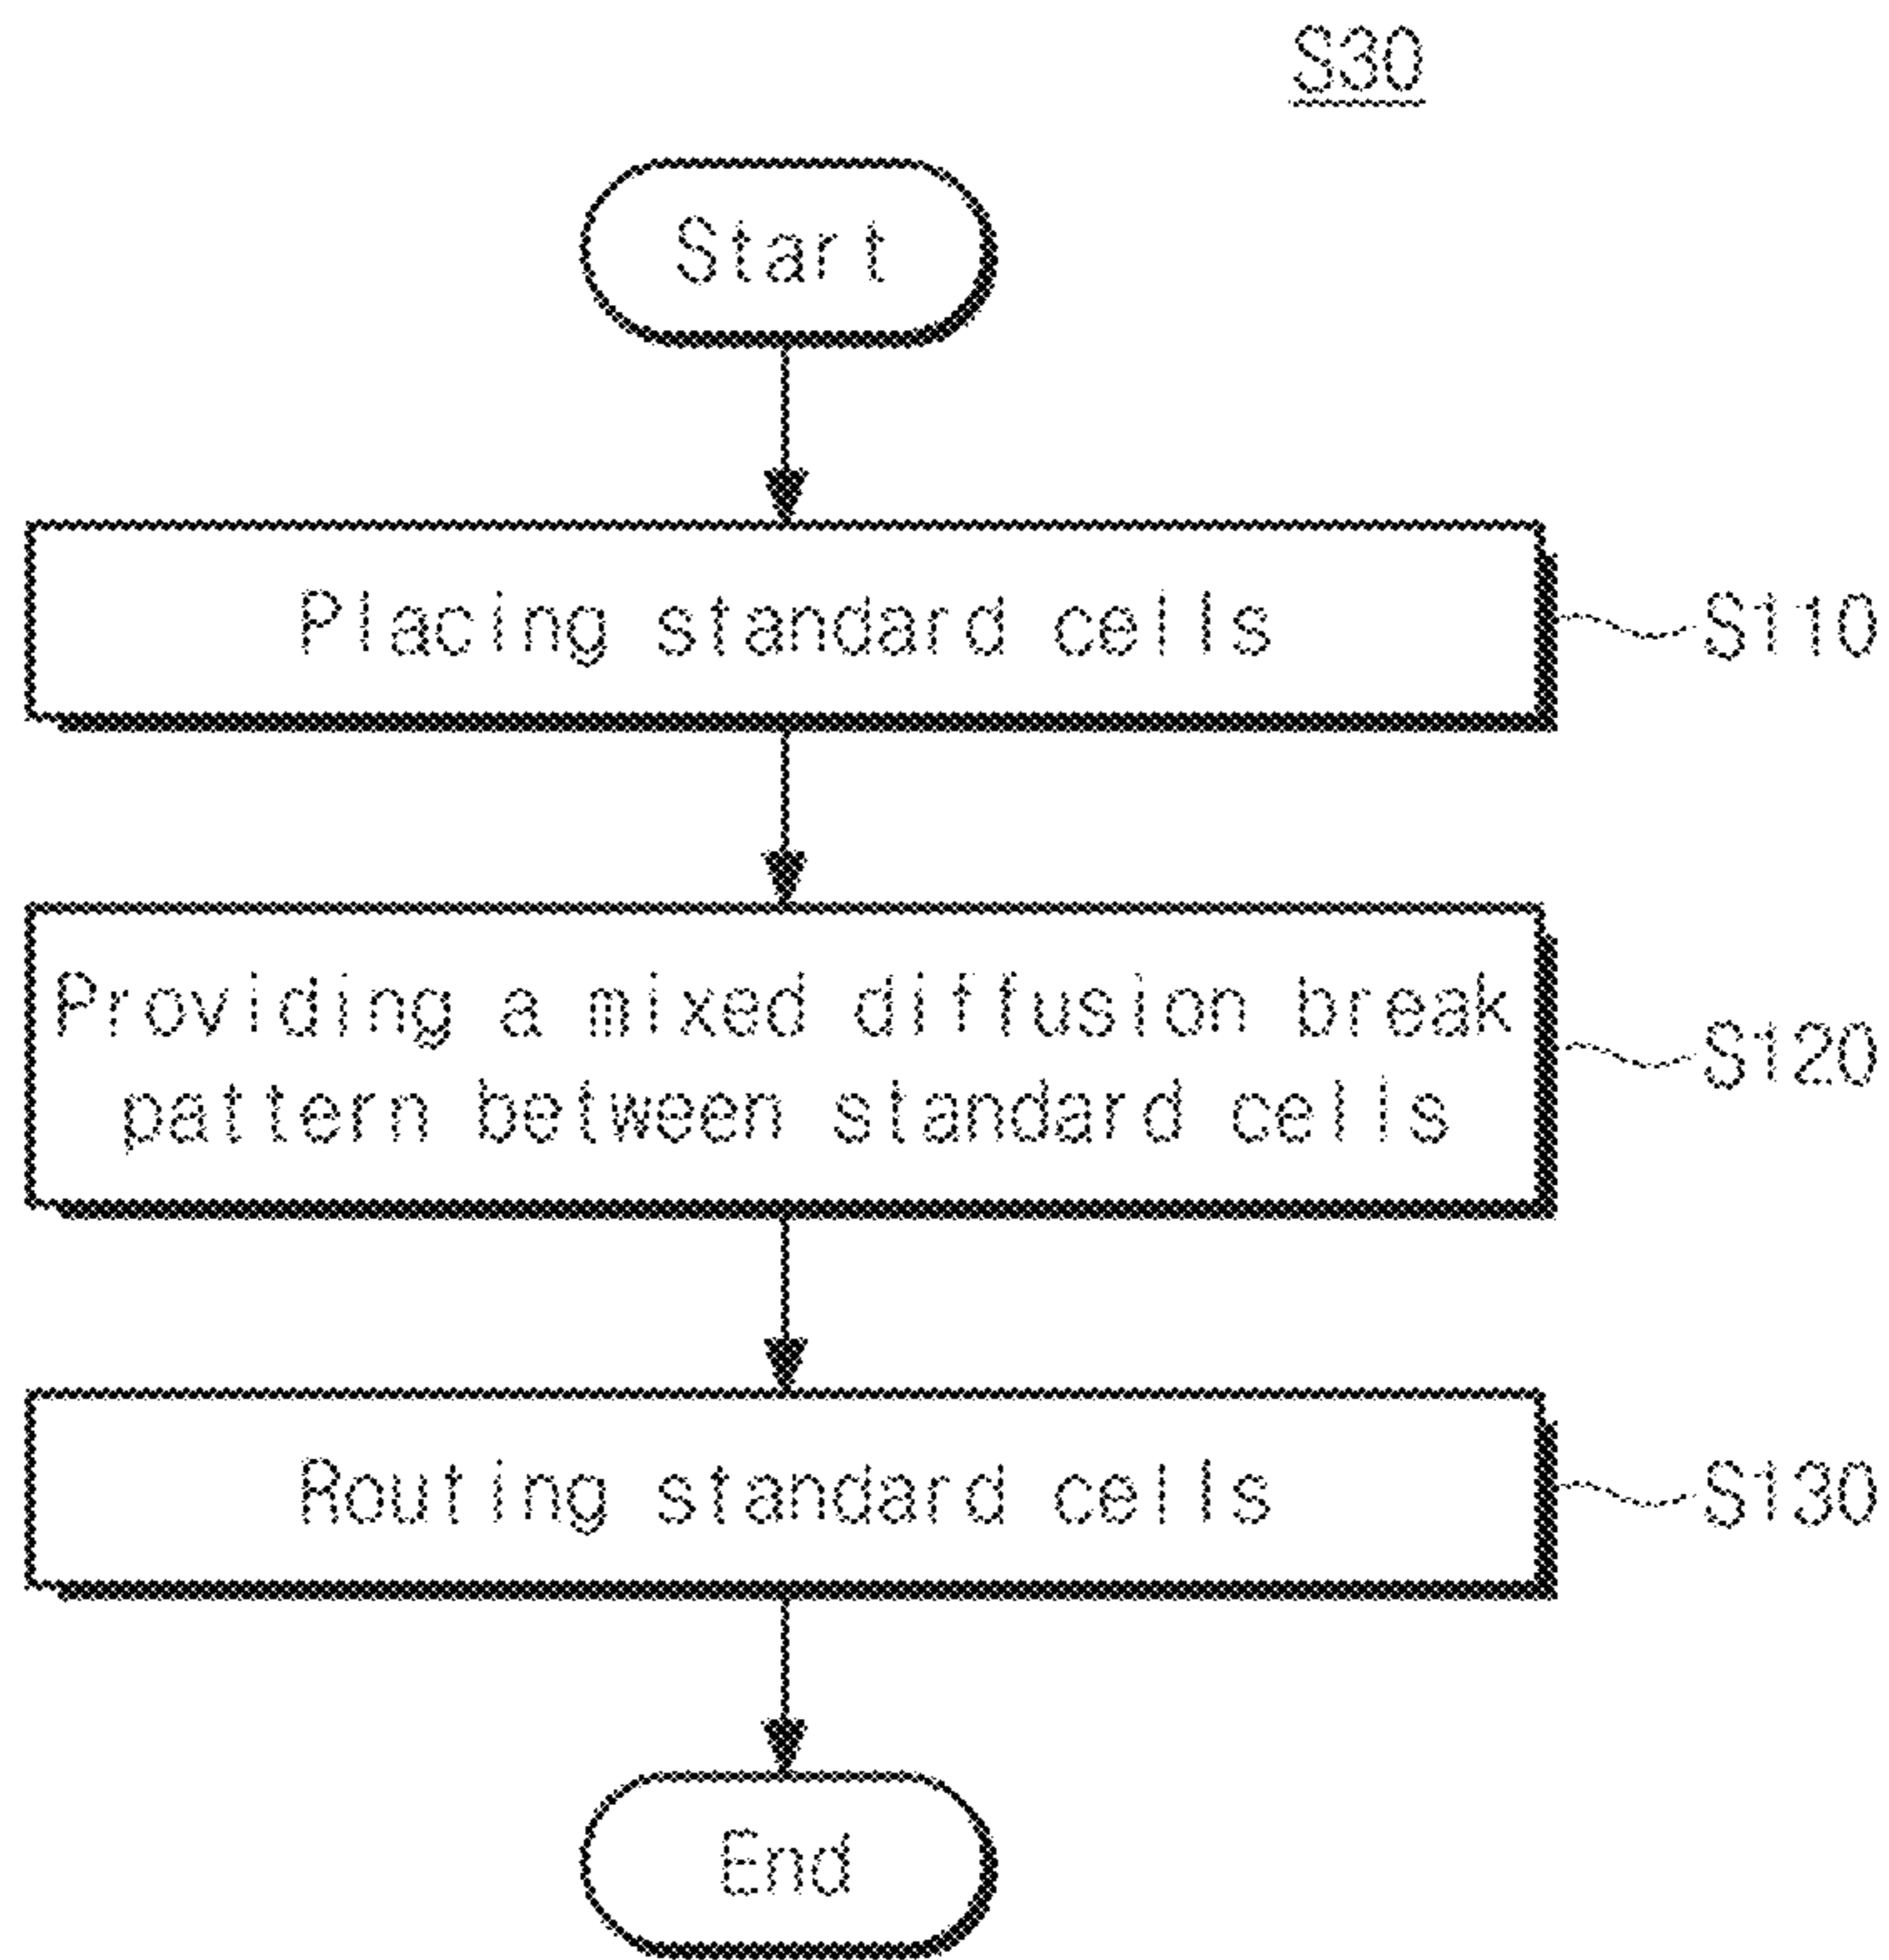 S30
Start
Placing standard cells
S110
Providing a mixed diffusion break
pattern between standard cells
S120
Routing standard cells
S130
End